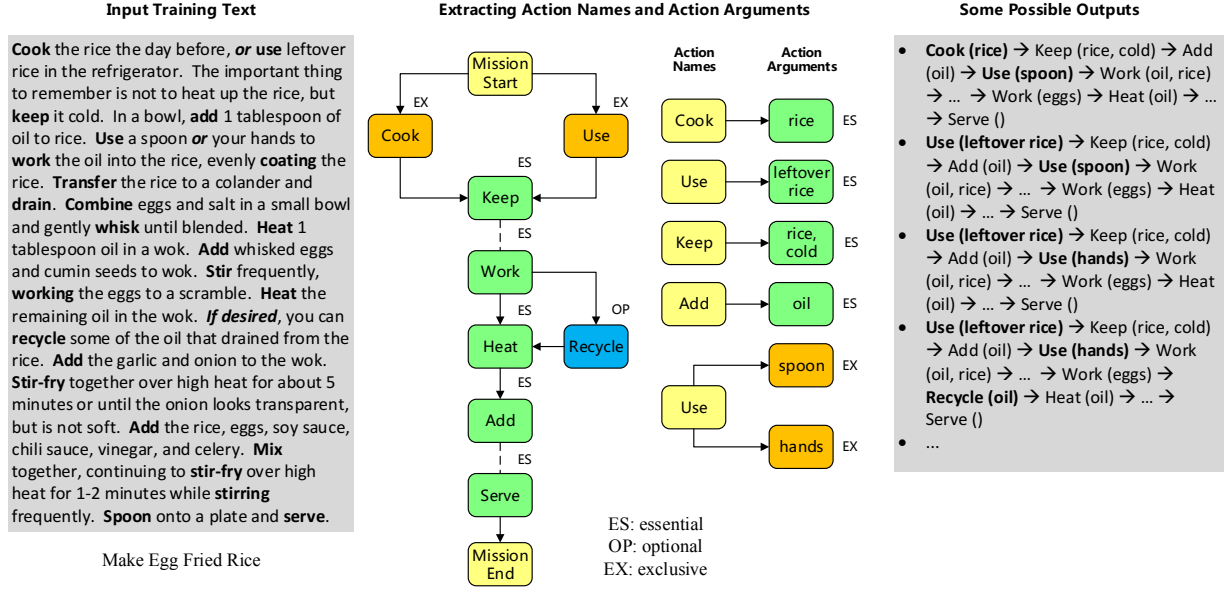 Input Training Text
Cook the rice the day before, or use leftover
rice in the refrigerator. The important thing
to remember is not to heat up the rice, but
keep it cold. In a bowl, add 1 tablespoon of
oil to rice. Use a spoon or your hands to
work the oil into the rice, evenly coating the
rice. Transfer the rice to a colander and
drain. Combine eggs and salt in a small bowl
and gently whisk until blended. Heat 1
tablespoon oil in a wok. Add whisked eggs
and cumin seeds to wok. Stir frequently,
working the eggs to a scramble. Heat the
remaining oil in the wok. If desired, you can
recycle some of the oil that drained from the
rice. Add the garlic and onion to the wok.
Stir-fry together over high heat for about 5
minutes or until the onion looks transparent,
but is not soft. Add the rice, eggs, soy sauce,
chili sauce, vinegar, and celery. Mix
together, continuing to stir-fry over high
heat for 1-2 minutes while stirring
frequently. Spoon onto a plate and serve.
Make Egg Fried Rice
Extracting Action Names and Action Arguments
Mission
Start
EX
EX
Cook
Use
ES
Keep
Work
ES
OP
Heat
Recycle
ES
Add
ES
Serve
Mission
End
Action
Names
Action
Arguments
Cook
rice
ES
Use
leftover
rice
ES
Keep
rice,
cold
ES
Add
oil
ES
spoon
EX
Use
hands
EX
ES: essential
OP: optional
EX: exclusive
Some Possible Outputs
• Cook (rice) → Keep (rice, cold) → Add
(oil) → Use (spoon) → Work (oil, rice)
→ ... → Work (eggs) → Heat (oil) → ...
→ Serve ()
• Use (leftover rice) → Keep (rice, cold)
→ Add (oil) → Use (spoon) → Work
(oil, rice) → ... → Work (eggs) → Heat
(oil) → ... → Serve ()
• Use (leftover rice) → Keep (rice, cold)
→ Add (oil) → Use (hands) → Work
(oil, rice) → ... → Work (eggs) → Heat
(oil) → ... → Serve ()
• Use (leftover rice) → Keep (rice, cold)
→ Add (oil) → Use (hands) → Work
(oil, rice) → ... → Work (eggs) →
Recycle (oil) → Heat (oil) → ... →
Serve ()
• ...